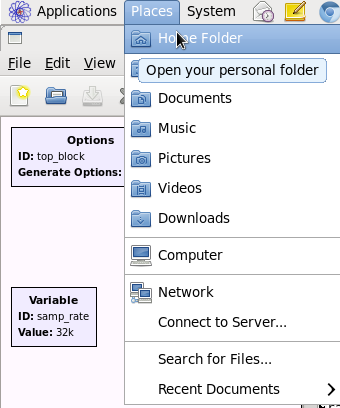 Applications Places System
Home Folder
File Edit View
Open your personal folder
Documents
Music
Options
ID: top_block
Pictures
Generate Options:
Videos
Downloads
Computer
Network
Variable
ID: samp_rate
Connect to Server...
Value: 32k
Search for Files...
Recent Documents